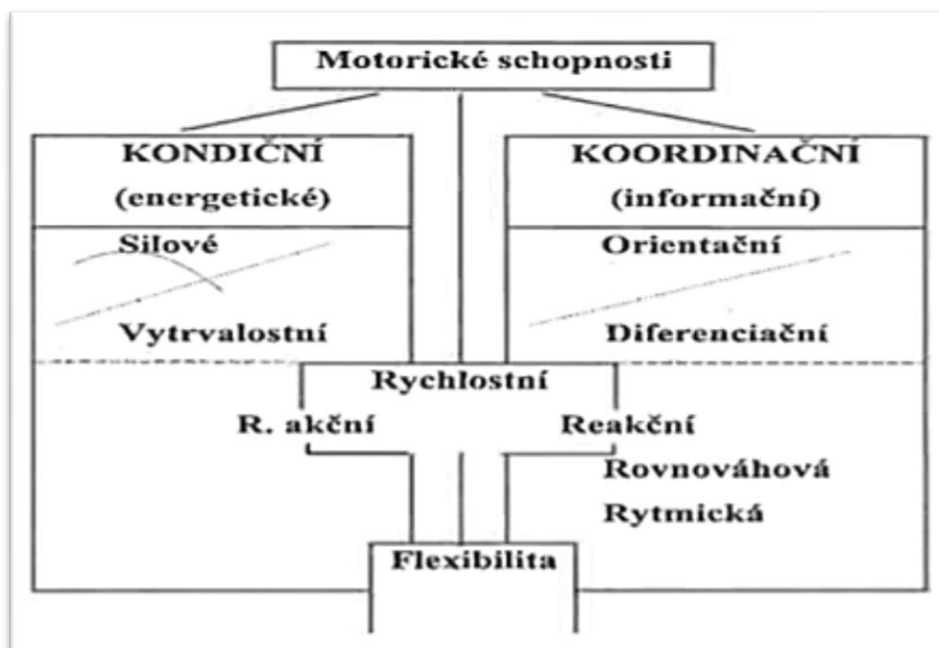 Motorické schopnosti
KONDIČNÍ
(energetické)
KOORDINAČNÍ
(informační)
Silové
Vytrvalostní
Orientační
Diferenciační
Rychlostní
R. akční
Reakční
Rovnováhová
Rytmická
Flexibilita